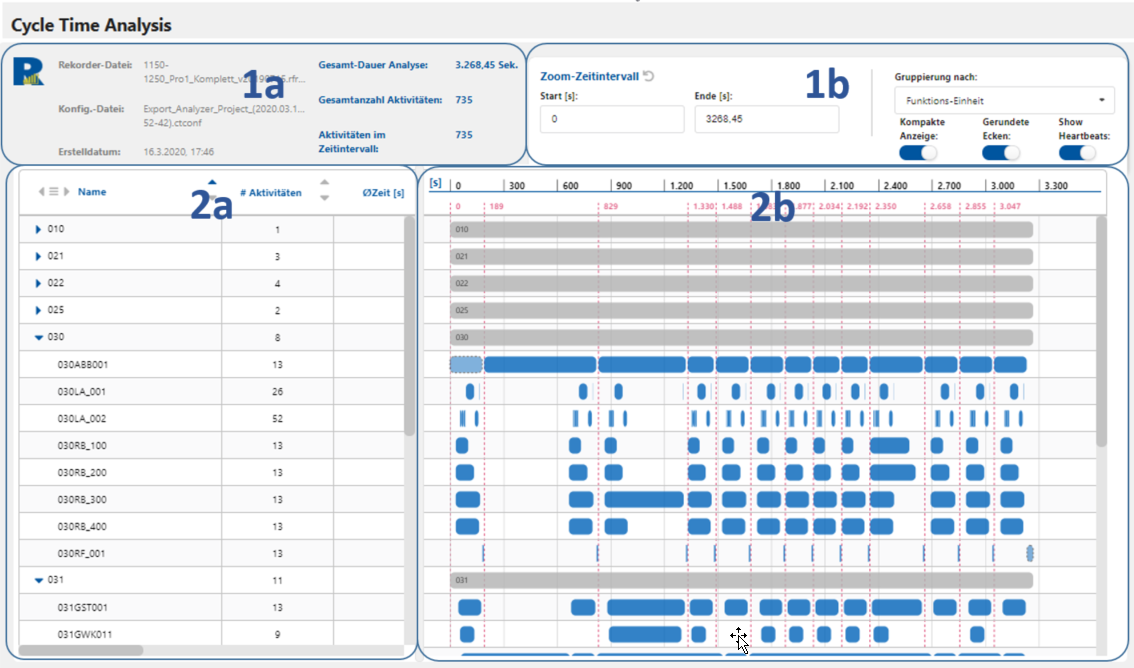 Cycle Time Analysis
1a
Rekorder-Datei: 1150-
1250_Pro1_Komplett_
Gesamt-Dauer Analyse: 3.268,45 Sek.
Konfig.-Datei: Export_Analyzer_Project_(2020.03.1...
52-42).ctconf
Gesamtanzahl Aktivitäten: 735
Erstelldatum: 16.3.2020, 17:46
Aktivitäten im 735
Zeitintervall:
1b
Zoom-Zeitintervall
Start [s]: Ende [s]:
0 3268,45
Gruppierung nach:
Funktions-Einheit
Kompakte Gerundete Show
Anzeige: Ecken: Heartbeats:
2a
Name # Aktivitäten ØZeit [s]
010 1
021 3
022 4
025 2
030 8
030ABB001 13
030LA_001 26
030LA_002 52
030RB_100 13
030RB_200 13
030RB_300 13
030RB_400 13
030RF_001 13
031 11
031GST001 13
031GWK011 9
2b
[s] 0 300 600 900 1.200 1.500 1.800 2.100 2.400 2.700 3.000 3.300
0 189 829 1.330 1.488 2.034 2.192 2.350 2.658 2.855 3.047
010
021
022
025
030
031